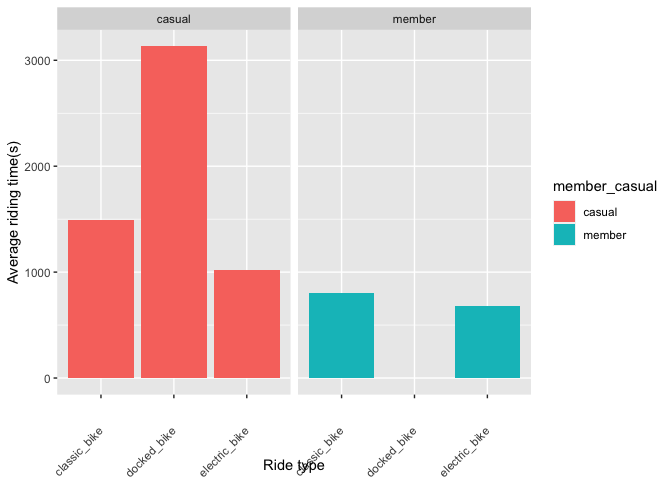 casual
member
3000
2000
1000
0
Average riding time(s)
classic_bike
docked_bike
electric_bike
classic_bike
docked_bike
electric_bike
Ride type
member_casual
casual
member